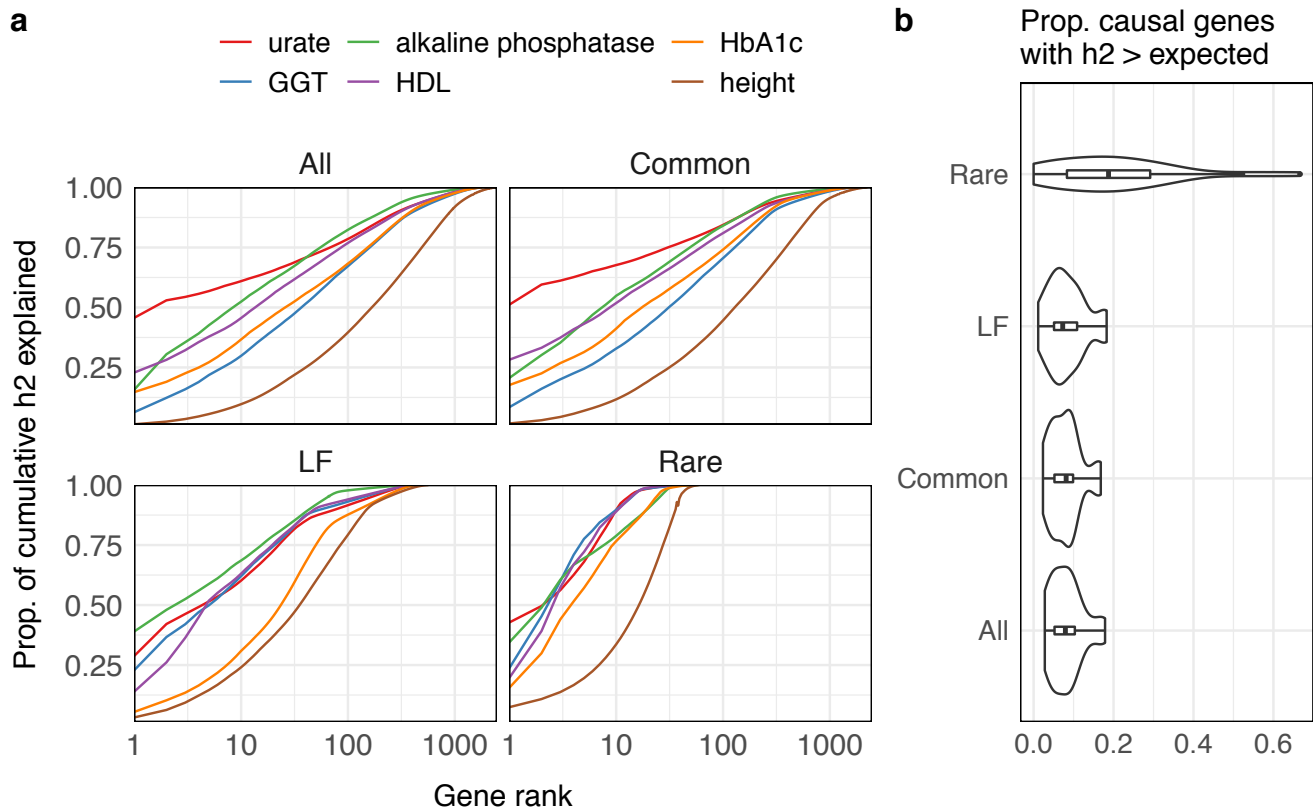 a
urate
alkaline phosphatase
HbA1c
GGT
HDL
height
All
Common
1.00
0.75
0.50
0.25
LF
Rare
1.00
0.75
0.50
0.25
1
10
100
1000
1
10
100
1000
Prop. of cumulative h2 explained
Gene rank
b
Prop. causal genes
with h2 > expected
Rare
LF
Common
All
0.0
0.2
0.4
0.6